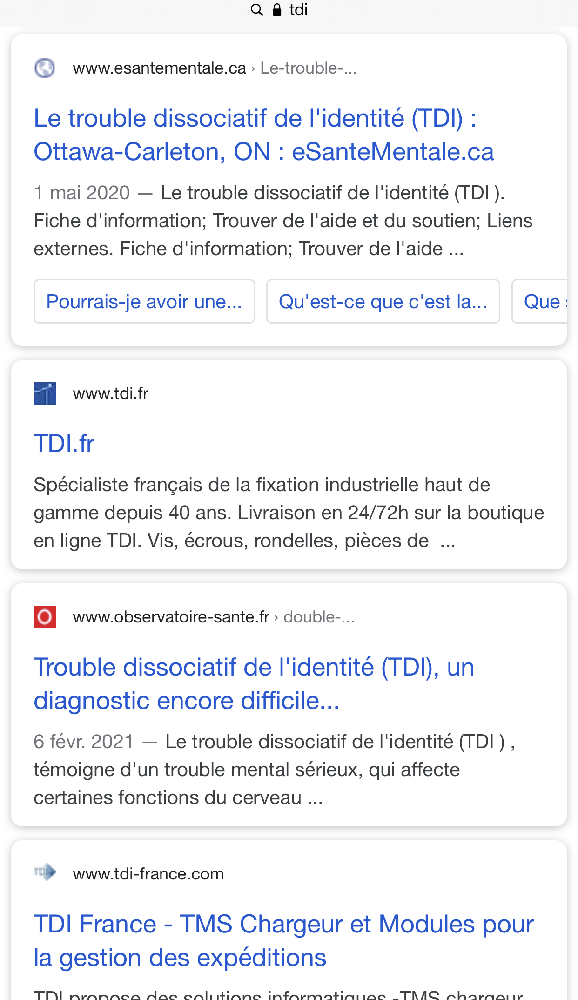 tdi
www.esantementale.ca › Le-trouble-...
Le trouble dissociatif de l'identité (TDI) :
Ottawa-Carleton, ON : eSanteMentale.ca
1 mai 2020 — Le trouble dissociatif de l'identité (TDI ).
Fiche d'information; Trouver de l'aide et du soutien; Liens
externes. Fiche d'information; Trouver de l'aide ...
Pourrais-je avoir une... Qu'est-ce que c'est la... Que
www.tdi.fr
TDI.fr
Spécialiste français de la fixation industrielle haut de
gamme depuis 40 ans. Livraison en 24/72h sur la boutique
en ligne TDI. Vis, écrous, rondelles, pièces de ...
www.observatoire-sante.fr › double-...
Trouble dissociatif de l'identité (TDI), un
diagnostic encore difficile...
6 févr. 2021 — Le trouble dissociatif de l'identité (TDI ) ,
témoigne d'un trouble mental sérieux, qui affecte
certaines fonctions du cerveau ...
TDI www.tdi-france.com
TDI France - TMS Chargeur et Modules pour
la gestion des expéditions
TDI propose des solutions informatiques -TMS chargeur